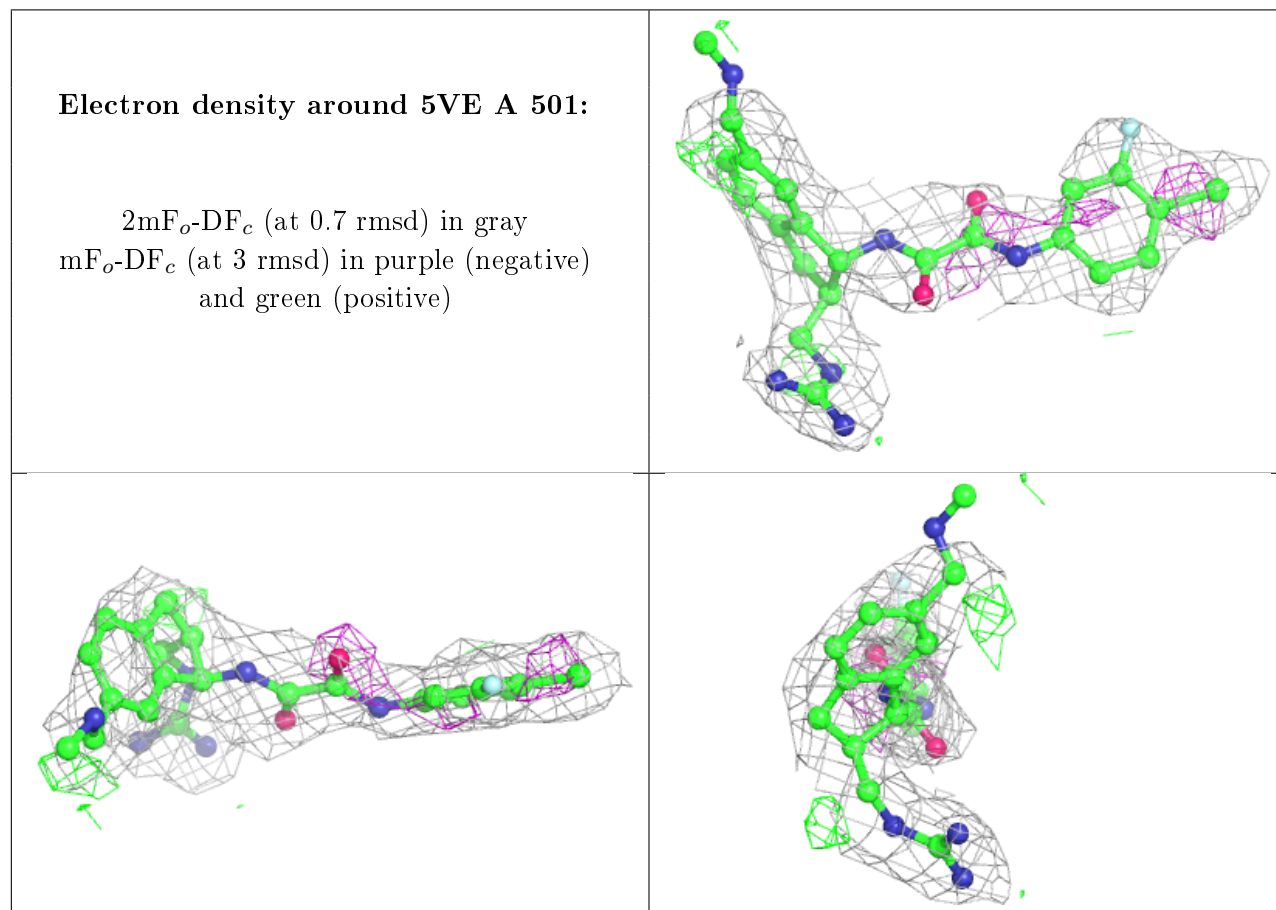 Electron density around 5VE A 501:
2mFo-DFc (at 0.7 rmsd) in gray
mFo-DFc (at 3 rmsd) in purple (negative)
and green (positive)